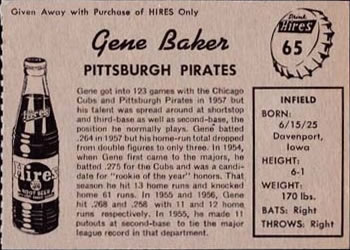 Given Away with Purchase of HIRES Only
Drink
Hires
65
Gene Baker
PITTSBURGH PIRATES
Gene got into 123 games with the Chicago
Cubs and Pittsburgh Pirates in 1957 but
his talent was spread around at shortstop
and third-base as well as second-base, the
position he normally plays. Gene batted
.264 in 1957 but his home-run total dropped
from double figures to only three. In 1954,
when Gene first came to the majors, he
batted .275 for the Cubs and was a candi-
date for "rookie of the year" honors. That
season he hit 13 home runs and knocked
home 61 runs. In 1955 and 1956, Gene
hit .268 and .258 with 11 and 12 home
runs respectively. In 1955, he made 11
putouts at second-base to tie the major
league record in that department.
INFIELD
BORN:
6/15/25
Davenport,
Iowa
HEIGHT:
6-1
WEIGHT:
170 lbs.
BATS: Right
THROWS: Right
Hires
Hires
ROOT BEER